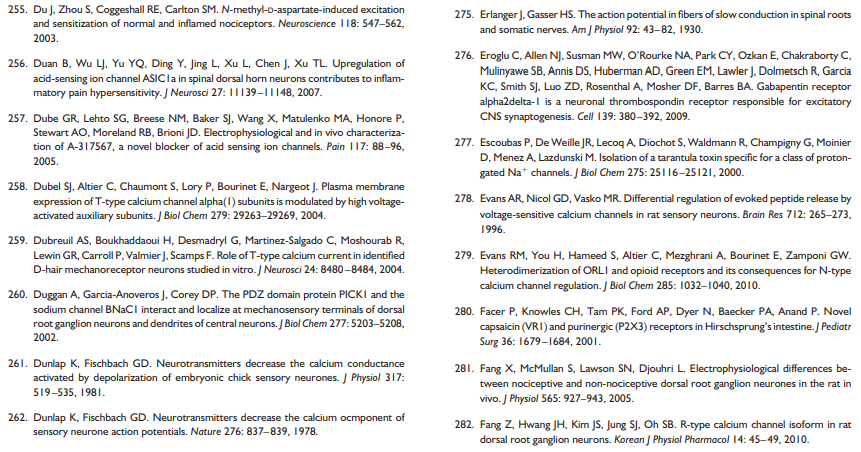 255. Du J, Zhou S, Coggeshall RE, Carlton SM. N-methyl-D-aspartate-induced excitation
and sensitization of normal and inflamed nociceptors. Neuroscience 118: 547–562,
2003.
256. Duan B, Wu LJ, Yu YQ, Ding Y, Jing L, Xu L, Chen J, Xu TL. Upregulation of
acid-sensing ion channel ASIC1a in spinal dorsal horn neurons contributes to inflam-
matory pain hypersensitivity. J Neurosci 27: 11139–11148, 2007.
257. Dube GR, Lehto SG, Breese NM, Baker SJ, Wang X, Matulenko MA, Honore P,
Stewart AO, Moreland RB, Brioni JD. Electrophysiological and in vivo characteriza-
tion of A-317567, a novel blocker of acid sensing ion channels. Pain 117: 88–96,
2005.
258. Dubel SJ, Altier C, Chaumont S, Lory P, Bourinet E, Nargeot J. Plasma membrane
expression of T-type calcium channel alpha(1) subunits is modulated by high voltage-
activated auxiliary subunits. J Biol Chem 279: 29263–29269, 2004.
259. Dubreuil AS, Boukhaddaoui H, Desmadryl G, Martinez-Salgado C, Moshourab R,
Lewin GR, Carroll P, Valmier J, Scamps F. Role of T-type calcium current in identified
D-hair mechanoreceptor neurons studied in vitro. J Neurosci 24: 8480–8484, 2004.
260. Duggan A, Garcia-Anoveros J, Corey DP. The PDZ domain protein PICK1 and the
sodium channel BNaC1 interact and localize at mechanosensory terminals of dorsal
root ganglion neurons and dendrites of central neurons. J Biol Chem 277: 5203–5208,
2002.
261. Dunlap K, Fischbach GD. Neurotransmitters decrease the calcium conductance
activated by depolarization of embryonic chick sensory neurones. J Physiol 317:
519–535, 1981.
262. Dunlap K, Fischbach GD. Neurotransmitters decrease the calcium ocmponent of
sensory neurone action potentials. Nature 276: 837–839, 1978.
275. Erlanger J, Gasser HS. The action potential in fibers of slow conduction in spinal roots
and somatic nerves. Am J Physiol 92: 43–82, 1930.
276. Eroglu C, Allen NJ, Susman MW, O'Rourke NA, Park CY, Ozkan E, Chakraborty C,
Mulinyawe SB, Annis DS, Huberman AD, Green EM, Lawler J, Dolmetsch R, Garcia
KC, Smith SJ, Luo ZD, Rosenthal A, Mosher DF, Barres BA. Gabapentin receptor
alpha2delta-1 is a neuronal thrombospondin receptor responsible for excitatory
CNS synaptogenesis. Cell 139: 380–392, 2009.
277. Escoubas P, De Weille JR, Lecoq A, Diochot S, Waldmann R, Champigny G, Moinier
D, Menez A, Lazdunski M. Isolation of a tarantula toxin specific for a class of proton-
gated Na+ channels. J Biol Chem 275: 25116–25121, 2000.
278. Evans AR, Nicol GD, Vasko MR. Differential regulation of evoked peptide release by
voltage-sensitive calcium channels in rat sensory neurons. Brain Res 712: 265–273,
1996.
279. Evans RM, You H, Hameed S, Altier C, Mezghrani A, Bourinet E, Zamponi GW.
Heterodimerization of ORL1 and opioid receptors and its consequences for N-type
calcium channel regulation. J Biol Chem 285: 1032–1040, 2010.
280. Facer P, Knowles CH, Tam PK, Ford AP, Dyer N, Baecker PA, Anand P. Novel
capsaicin (VR1) and purinergic (P2X3) receptors in Hirschsprung's intestine. J Pediatr
Surg 36: 1679–1684, 2001.
281. Fang X, McMullan S, Lawson SN, Djouhri L. Electrophysiological differences be-
tween nociceptive and non-nociceptive dorsal root ganglion neurones in the rat in
vivo. J Physiol 565: 927–943, 2005.
282. Fang Z, Hwang JH, Kim JS, Jung SJ, Oh SB. R-type calcium channel isoform in rat
dorsal root ganglion neurons. Korean J Physiol Pharmacol 14: 45–49, 2010.